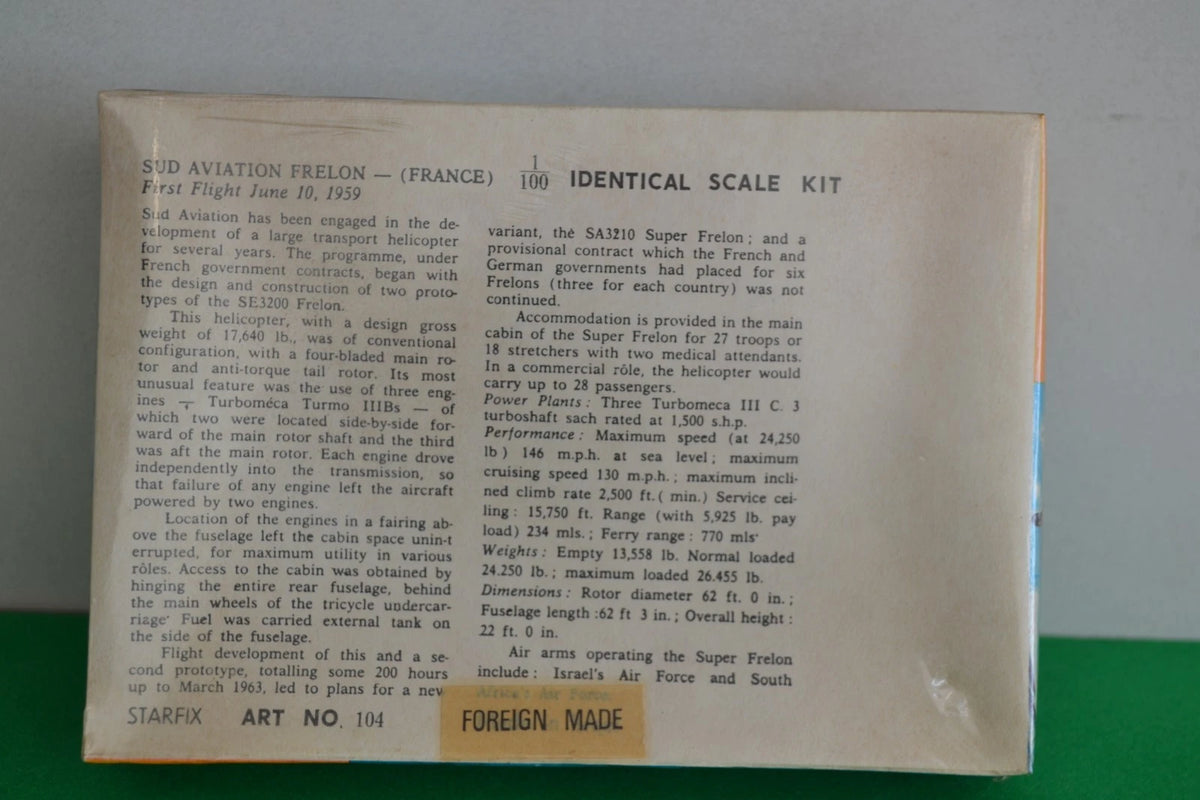 SUD AVIATION FRELON — (FRANCE) 1/100 IDENTICAL SCALE KIT
First Flight June 10, 1959
Sud Aviation has been engaged in the de-
velopment of a large transport helicopter
for several years. The programme, under
French government contracts, began with
the design and construction of two proto-
types of the SE3200 Frelon.
This helicopter, with a design gross
weight of 17,640 lb., was of conventional
configuration, with a four-bladed main ro-
tor and anti-torque tail rotor. Its most
unusual feature was the use of three eng-
ines — Turboméca Turmo IIIBs — of
which two were located side-by-side for-
ward of the main rotor shaft and the third
was aft the main rotor. Each engine drove
independently into the transmission, so
that failure of any engine left the aircraft
powered by two engines.
Location of the engines in a fairing ab-
ove the fuselage left the cabin space unin-t
errupted, for maximum utility in various
rôles. Access to the cabin was obtained by
hinging the entire rear fuselage, behind
the main wheels of the tricycle undercar-
riage· Fuel was carried external tank on
the side of the fuselage.
Flight development of this and a se-
cond prototype, totalling some 200 hours
up to March 1963, led to plans for a new
variant, the SA3210 Super Frelon; and a
provisional contract which the French and
German governments had placed for six
Frelons (three for each country) was not
continued.
Accommodation is provided in the main
cabin of the Super Frelon for 27 troops or
18 stretchers with two medical attendants.
In a commercial rôle, the helicopter would
carry up to 28 passengers.
Power Plants: Three Turbomeca III C. 3
turboshaft sach rated at 1,500 s.h.p.
Performance: Maximum speed (at 24,250
lb) 146 m.p.h. at sea level; maximum
cruising speed 130 m.p.h.; maximum incli-
ned climb rate 2,500 ft.( min.) Service cei-
ling: 15,750 ft. Range (with 5,925 lb. pay
load) 234 mls.; Ferry range: 770 mls·
Weights: Empty 13,558 lb. Normal loaded
24.250 lb.; maximum loaded 26.455 lb.
Dimensions: Rotor diameter 62 ft. 0 in.;
Fuselage length :62 ft 3 in.; Overall height:
22 ft. 0 in.
Air arms operating the Super Frelon
include: Israel's Air Force and South
Africa's Air Force.
STARFIX ART NO. 104 FOREIGN MADE